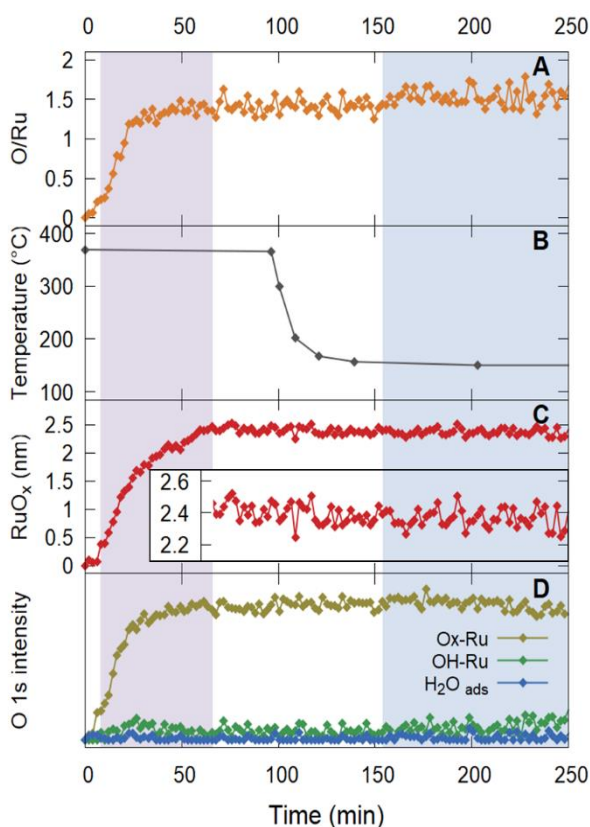 0 50 100 150 200 250
A
O/Ru
2
1.5
1
0.5
0
B
Temperature (°C)
400
300
200
100
C
RuOx (nm)
2.5
2
1.5
1
0.5
0
2.6
2.4
2.2
D
O 1s intensity
Ox-Ru
OH-Ru
H2O ads
0 50 100 150 200 250
Time (min)